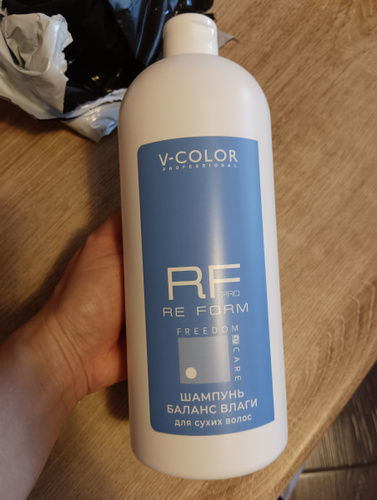 V-COLOR
PROFESSIONAL
RF
PRO
RE FORM
FREEDOM
CARE
ШАМПУНЬ
БАЛАНС ВЛАГИ
для сухих волос